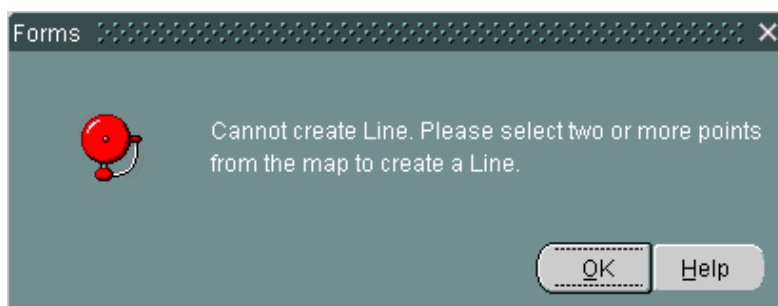 Forms
Cannot create Line. Please select two or more points
from the map to create a Line.
OK
Help